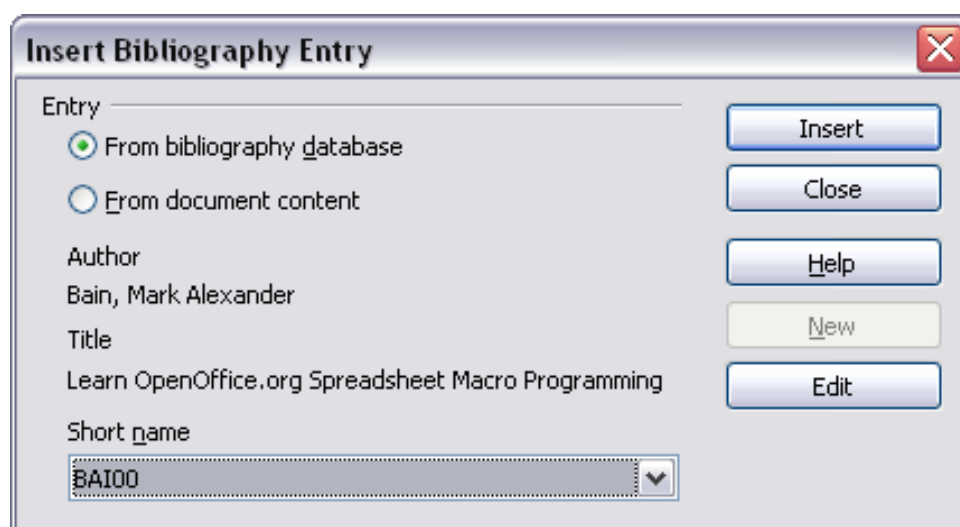 Insert Bibliography Entry
Entry
From bibliography database
From document content
Author
Bain, Mark Alexander
Title
Learn OpenOffice.org Spreadsheet Macro Programming
Short name
BAI00
Insert
Close
Help
New
Edit